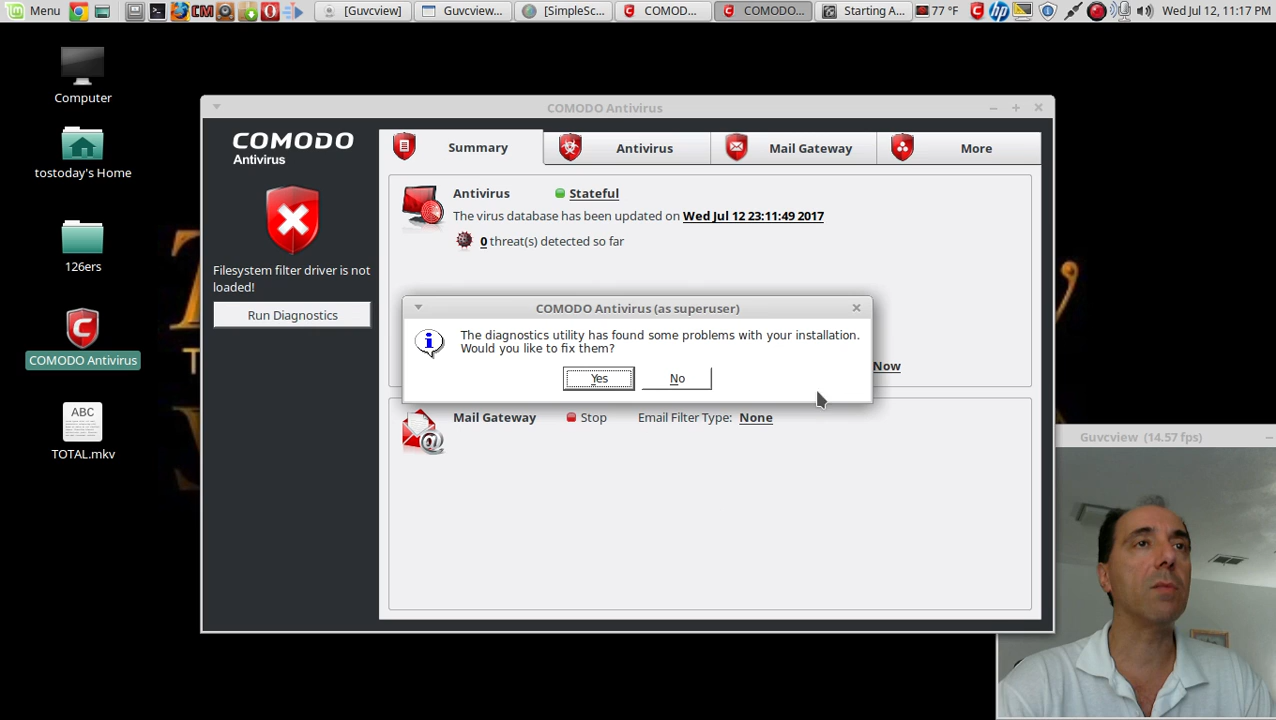 Menu
[Guvcview]
Guvcview...
[SimpleSc...
COMOD...
COMODO...
Starting A...
77 °F
Wed Jul 12, 11:17 PM
Computer
tostoday's Home
126ers
COMODO Antivirus
ABC
TOTAL.mkv
COMODO Antivirus
COMODO
Antivirus
Filesystem filter driver is not
loaded!
Run Diagnostics
Summary
Antivirus
Mail Gateway
More
Antivirus
Stateful
The virus database has been updated on Wed Jul 12 23:11:49 2017
0 threat(s) detected so far
COMODO Antivirus (as superuser)
The diagnostics utility has found some problems with your installation.
Would you like to fix them?
Yes
No
Now
Mail Gateway
Stop
Email Filter Type: None
Guvcview (14.57 fps)